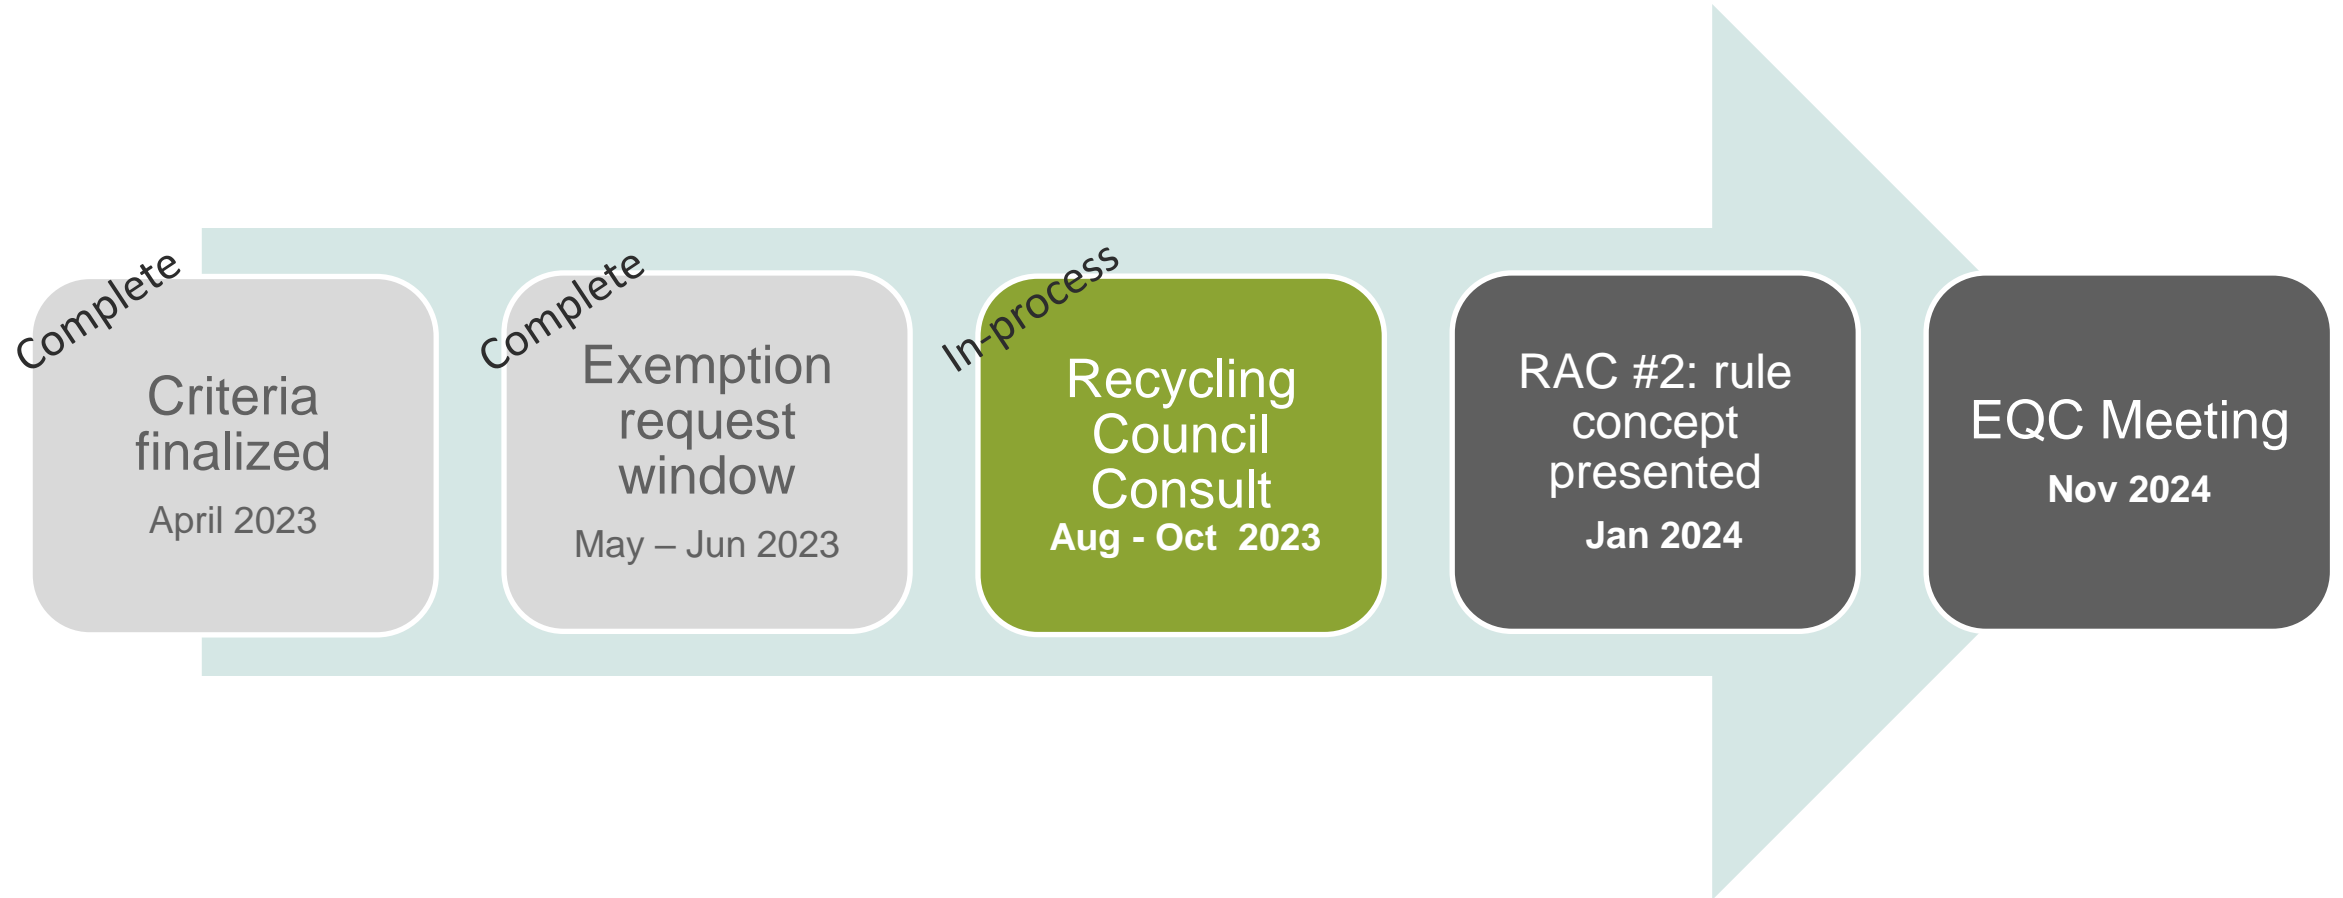 Complete
Criteria
finalized
April 2023
Complete
Exemption
request
window
May – Jun 2023
In-process
Recycling
Council
Consult
Aug - Oct  2023
RAC #2: rule
concept
presented
Jan 2024
EQC Meeting
Nov 2024